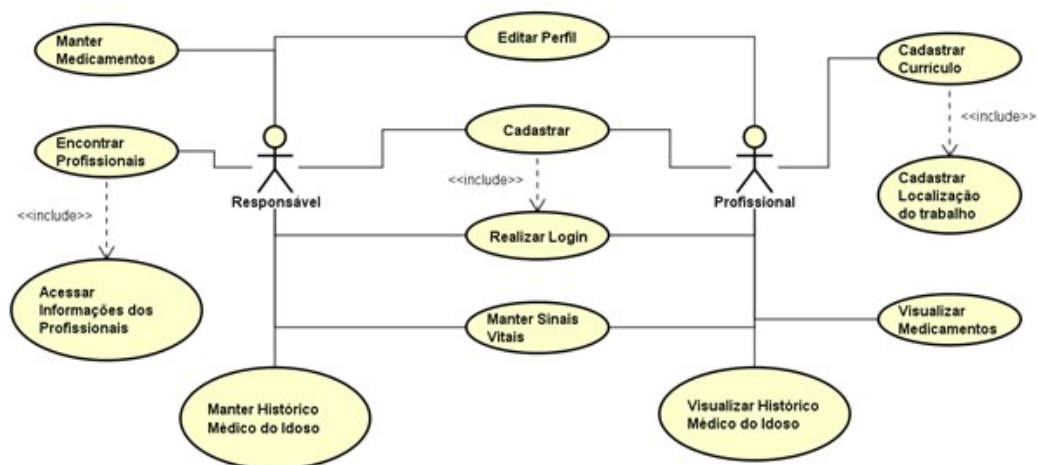 Manter
Medicamentos
Editar Perfil
Cadastrar
Currículo
<<include>>
Encontrar
Profissionais
Cadastrar
<<include>>
<<include>>
Responsável
Profissional
Cadastrar
Localização
do trabalho
Realizar Login
Acessar
Informações dos
Profissionais
Manter Sinais
Vitais
Visualizar
Medicamentos
Manter Histórico
Médico do Idoso
Visualizar Histórico
Médico do Idoso